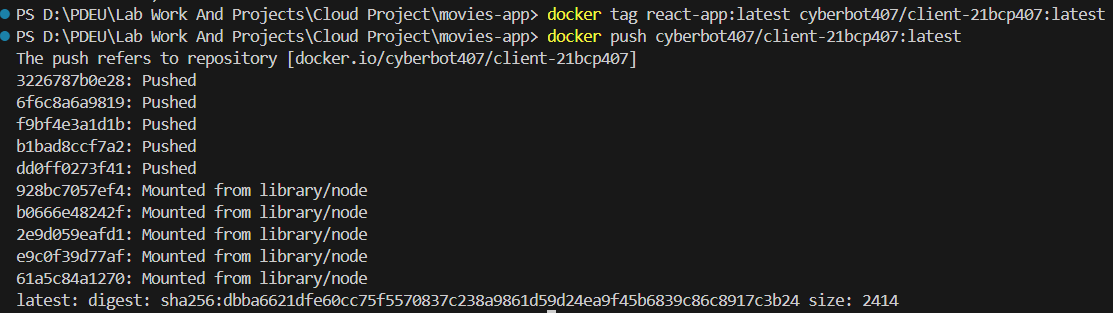 PS D:\PDEU\Lab Work And Projects\Cloud Project\movies-app> docker tag react-app:latest cyberbot407/client-21bcp407:latest
PS D:\PDEU\Lab Work And Projects\Cloud Project\movies-app> docker push cyberbot407/client-21bcp407:latest
The push refers to repository [docker.io/cyberbot407/client-21bcp407]
3226787b0e28: Pushed
6f6c8a6a9819: Pushed
f9bf4e3a1d1b: Pushed
b1bad8ccf7a2: Pushed
dd0ff0273f41: Pushed
928bc7057ef4: Mounted from library/node
b0666e48242f: Mounted from library/node
2e9d059eafd1: Mounted from library/node
e9c0f39d77af: Mounted from library/node
61a5c84a1270: Mounted from library/node
latest: digest: sha256:dbba6621dfe60cc75f5570837c238a9861d59d24ea9f45b6839c86c8917c3b24 size: 2414